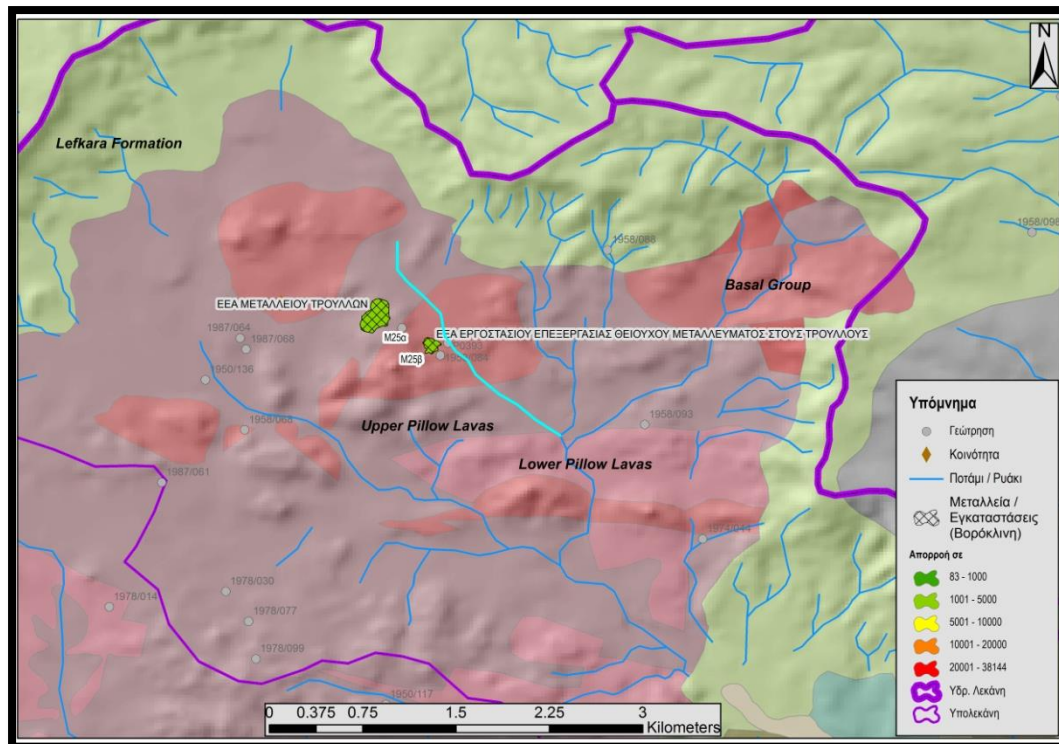 N
Lefkara Formation
1958/098
1958/088
Basal Group
ΕΕΑ ΜΕΤΑΛΛΕΙΟΥ ΤΡΟΥΛΛΩΝ
Μ25α
ΕΕΑ ΕΡΓΟΣΤΑΣΙΟΥ ΕΠΕΞΕΡΓΑΣΙΑΣ ΘΕΙΟΥΧΟΥ ΜΕΤΑΛΛΕΥΜΑΤΟΣ ΣΤΟΥΣ ΤΡΟΥΛΛΟΥΣ
1987/064
1987/068
Μ25β
1950/136
1958/068
Upper Pillow Lavas
1958/093
Lower Pillow Lavas
1987/061
1974/044
1978/030
1978/014
1978/077
1978/099
1950/117
Υπόμνημα
Γεώτρηση
Κοινότητα
Ποτάμι / Ρυάκι
Μεταλλεία /
Εγκαταστάσεις
(Βορόκλινη)
Απορροή σε
83 - 1000
1001 - 5000
5001 - 10000
10001 - 20000
20001 - 38144
Υδρ. Λεκάνη
Υπολεκάνη
0 0.375 0.75 1.5 2.25 3
Kilometers